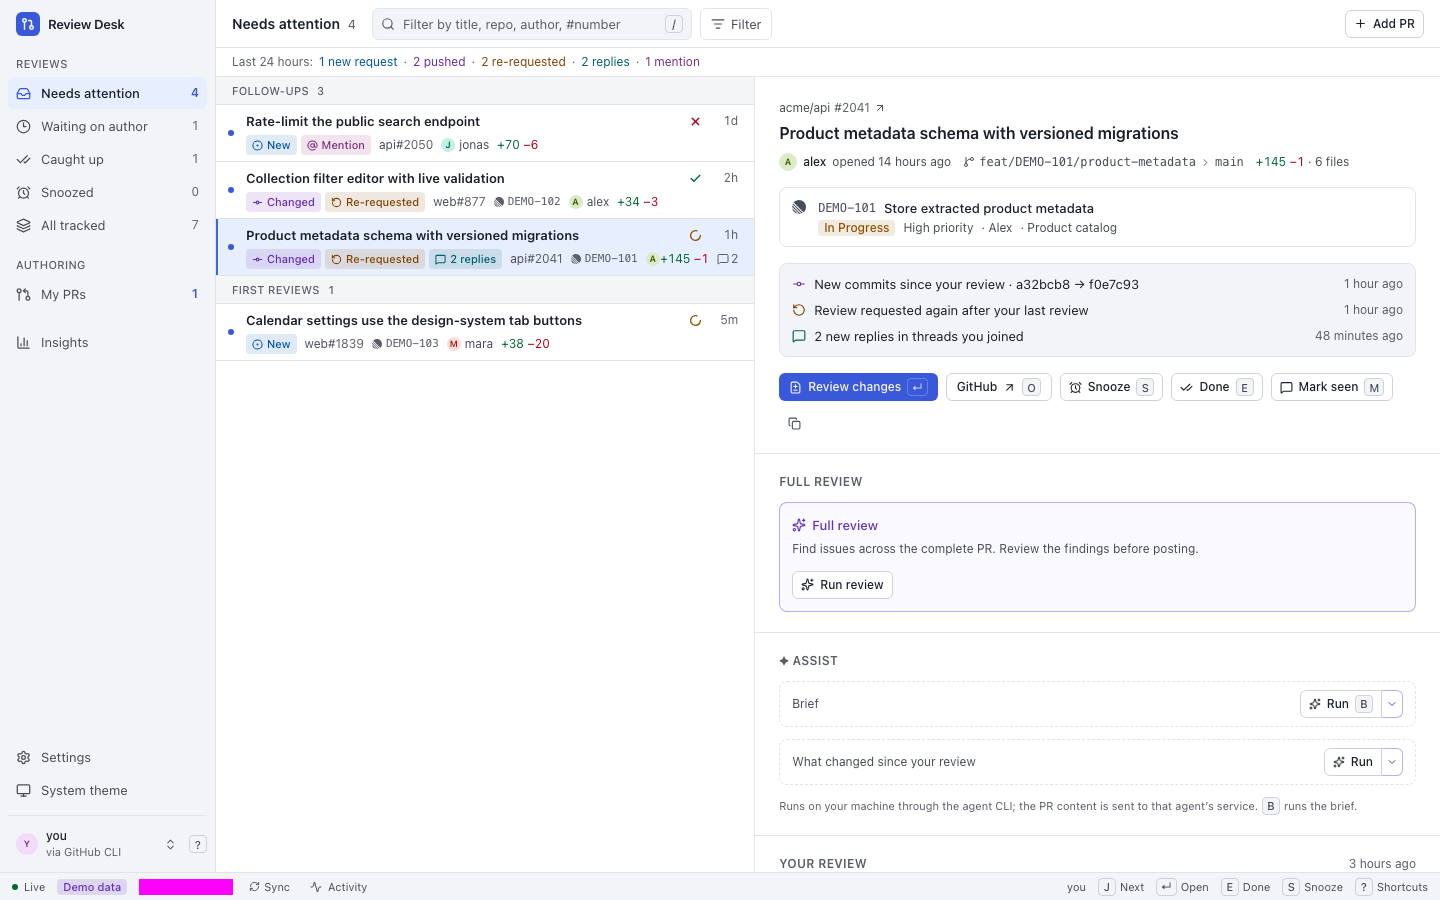 Review Desk
REVIEWS
Needs attention 4
Waiting on author 1
Caught up 1
Snoozed 0
All tracked 7
AUTHORING
My PRs 1
Insights
Settings
System theme
Y
you
via GitHub CLI
?
Needs attention 4
Filter by title, repo, author, #number /
Filter
Add PR
Last 24 hours: 1 new request · 2 pushed · 2 re-requested · 2 replies · 1 mention
FOLLOW-UPS 3
Rate-limit the public search endpoint 1d
New Mention api#2050 J jonas +70 −6
Collection filter editor with live validation 2h
Changed Re-requested web#877 DEMO-102 A alex +34 −3
Product metadata schema with versioned migrations 1h
Changed Re-requested 2 replies api#2041 DEMO-101 A +145 −1 2
FIRST REVIEWS 1
Calendar settings use the design-system tab buttons 5m
New web#1839 DEMO-103 M mara +38 −20
acme/api #2041
Product metadata schema with versioned migrations
A alex opened 14 hours ago feat/DEMO-101/product-metadata › main +145 −1 · 6 files
DEMO-101 Store extracted product metadata
In Progress High priority · Alex · Product catalog
New commits since your review · a32bcb8 → f0e7c93 1 hour ago
Review requested again after your last review 1 hour ago
2 new replies in threads you joined 48 minutes ago
Review changes ↵ GitHub O Snooze S Done E Mark seen M
FULL REVIEW
Full review
Find issues across the complete PR. Review the findings before posting.
Run review
ASSIST
Brief Run B
What changed since your review Run
Runs on your machine through the agent CLI; the PR content is sent to that agent's service. B runs the brief.
YOUR REVIEW 3 hours ago
Live Demo data Sync Activity you J Next ↵ Open E Done S Snooze ? Shortcuts